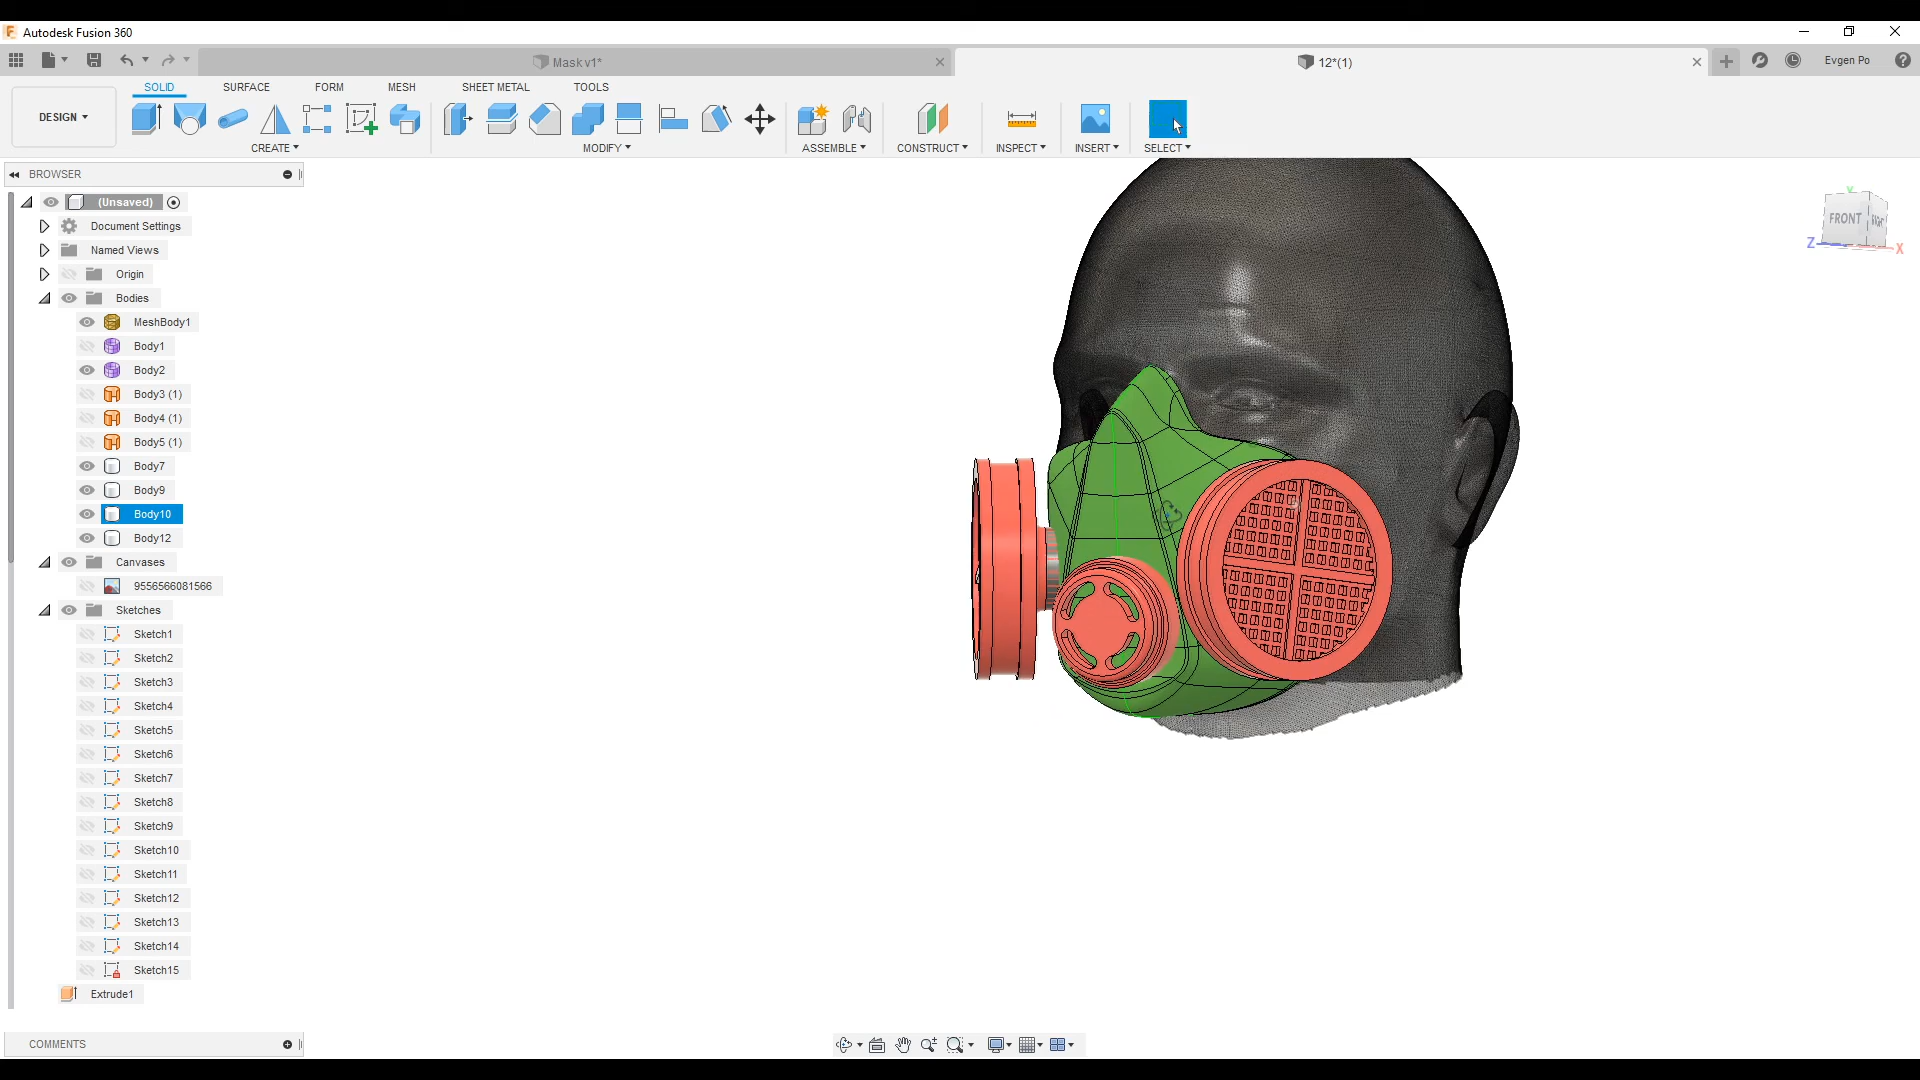 Autodesk Fusion 360
Mask v1*
12*(1)
Evgen Po
DESIGN
SOLID
SURFACE
FORM
MESH
SHEET METAL
TOOLS
CREATE
MODIFY
ASSEMBLE
CONSTRUCT
INSPECT
INSERT
SELECT
BROWSER
(Unsaved)
Document Settings
Named Views
Origin
Bodies
MeshBody1
Body1
Body2
Body3 (1)
Body4 (1)
Body5 (1)
Body7
Body9
Body10
Body12
Canvases
9556566081566
Sketches
Sketch1
Sketch2
Sketch3
Sketch4
Sketch5
Sketch6
Sketch7
Sketch8
Sketch9
Sketch10
Sketch11
Sketch12
Sketch13
Sketch14
Sketch15
Extrude1
COMMENTS
Y
FRONT
RIGHT
Z
X